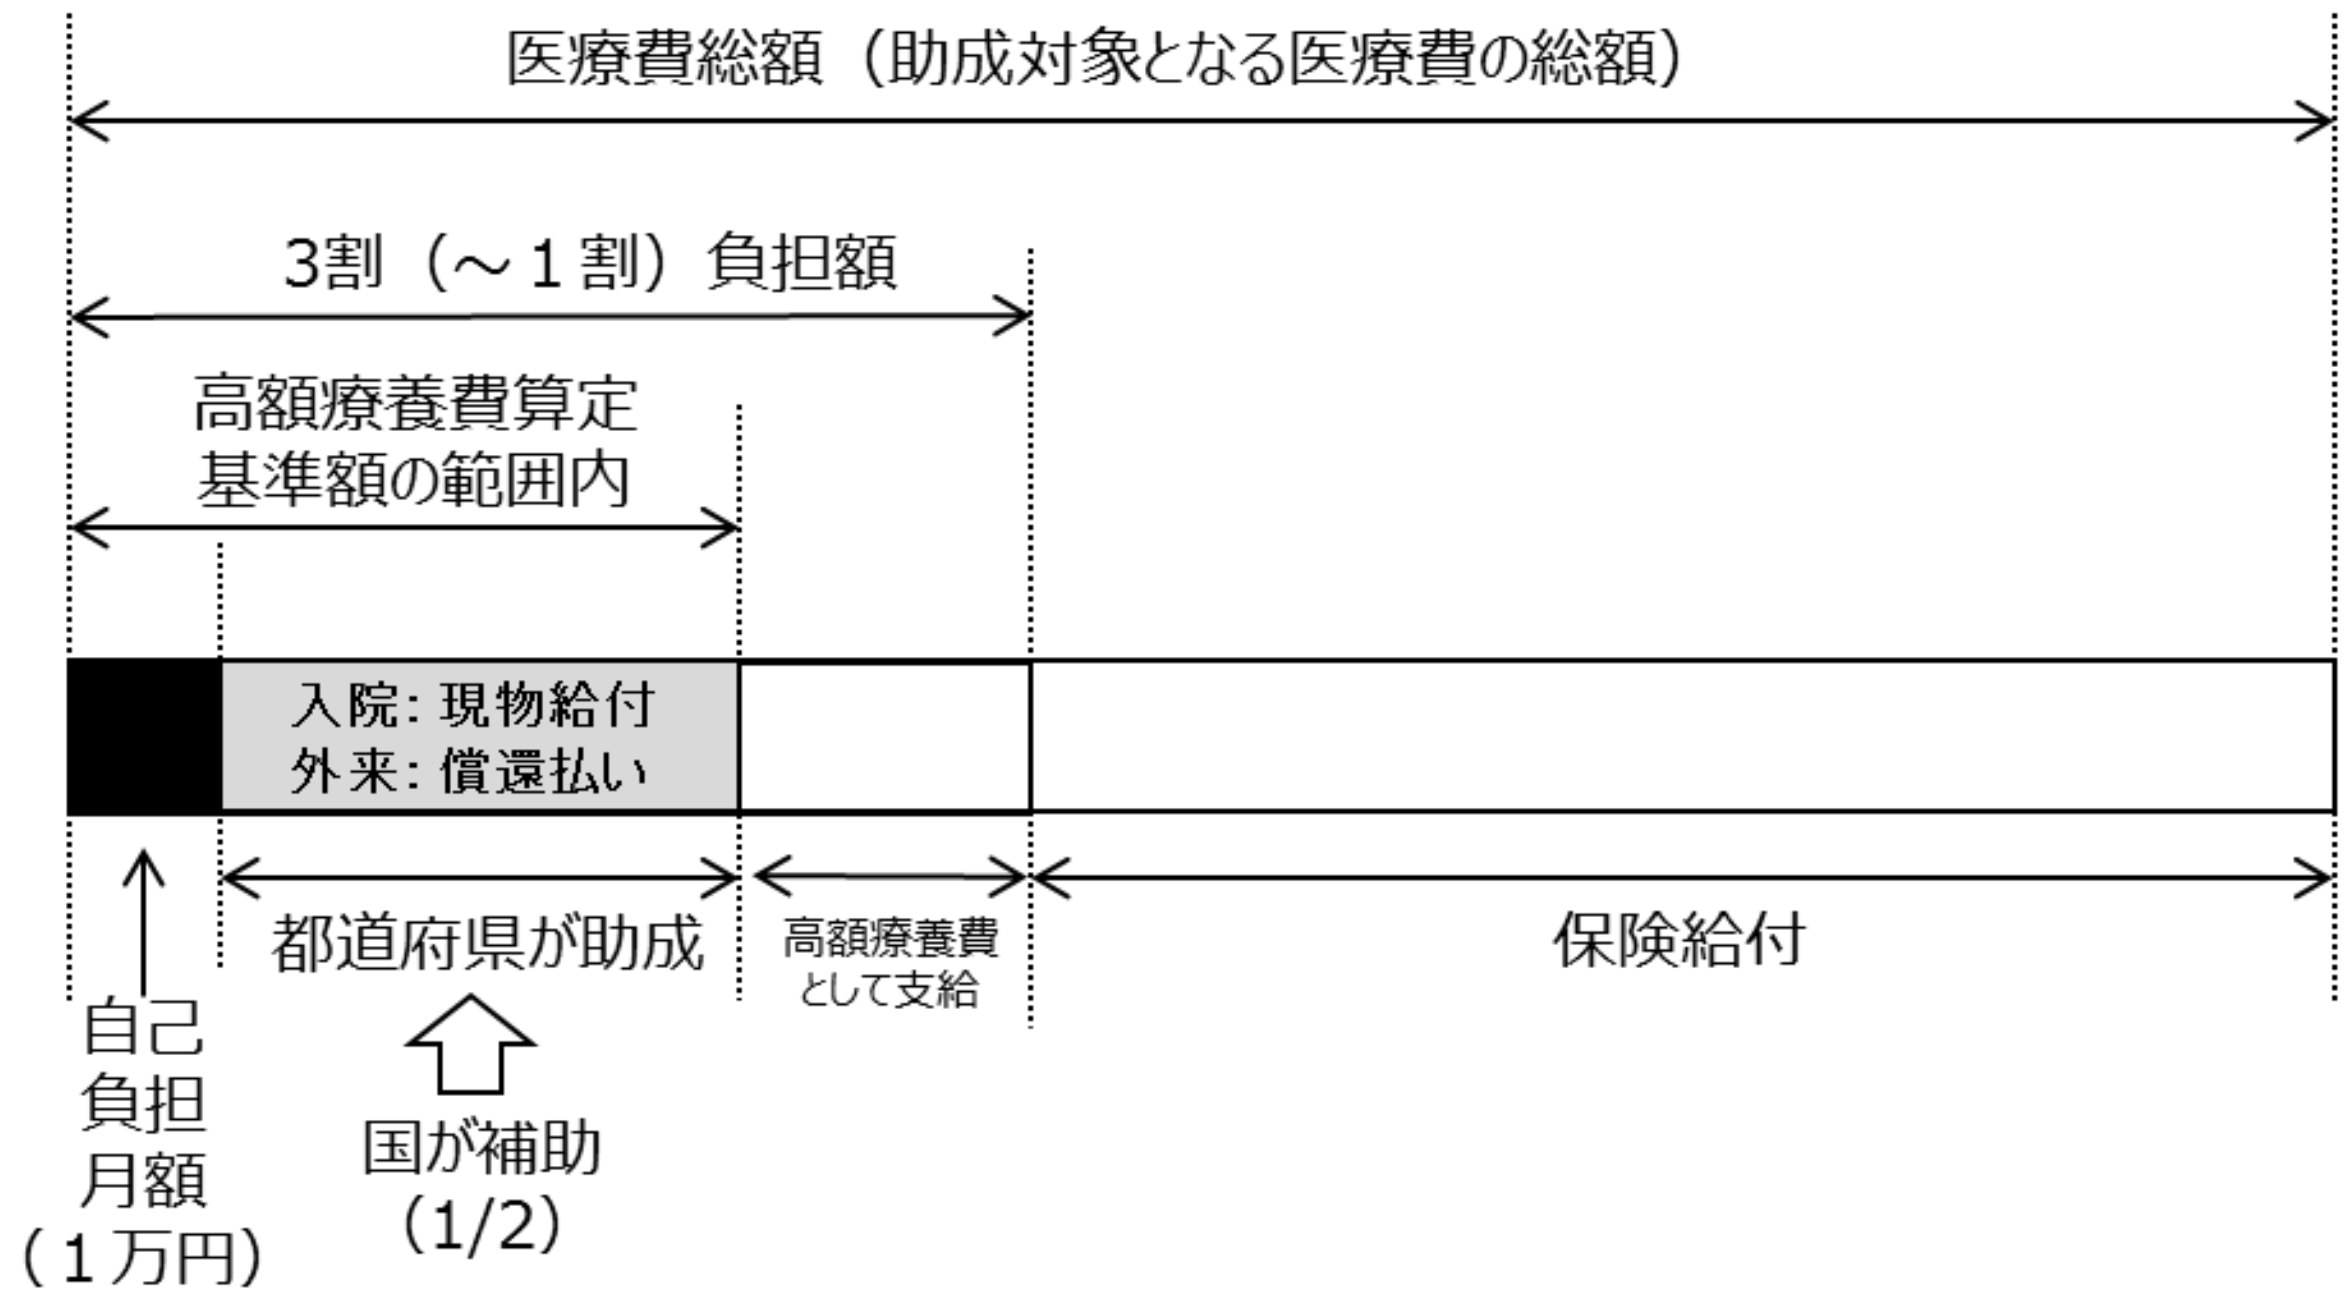 医療費総額（助成対象となる医療費の総額）
3割（～１割）負担額
高額療養費算定
基準額の範囲内
入院：現物給付
外来：償還払い
都道府県が助成
高額療養費
として支給
保険給付
自己
負担
月額
（１万円）
国が補助
（1/2）